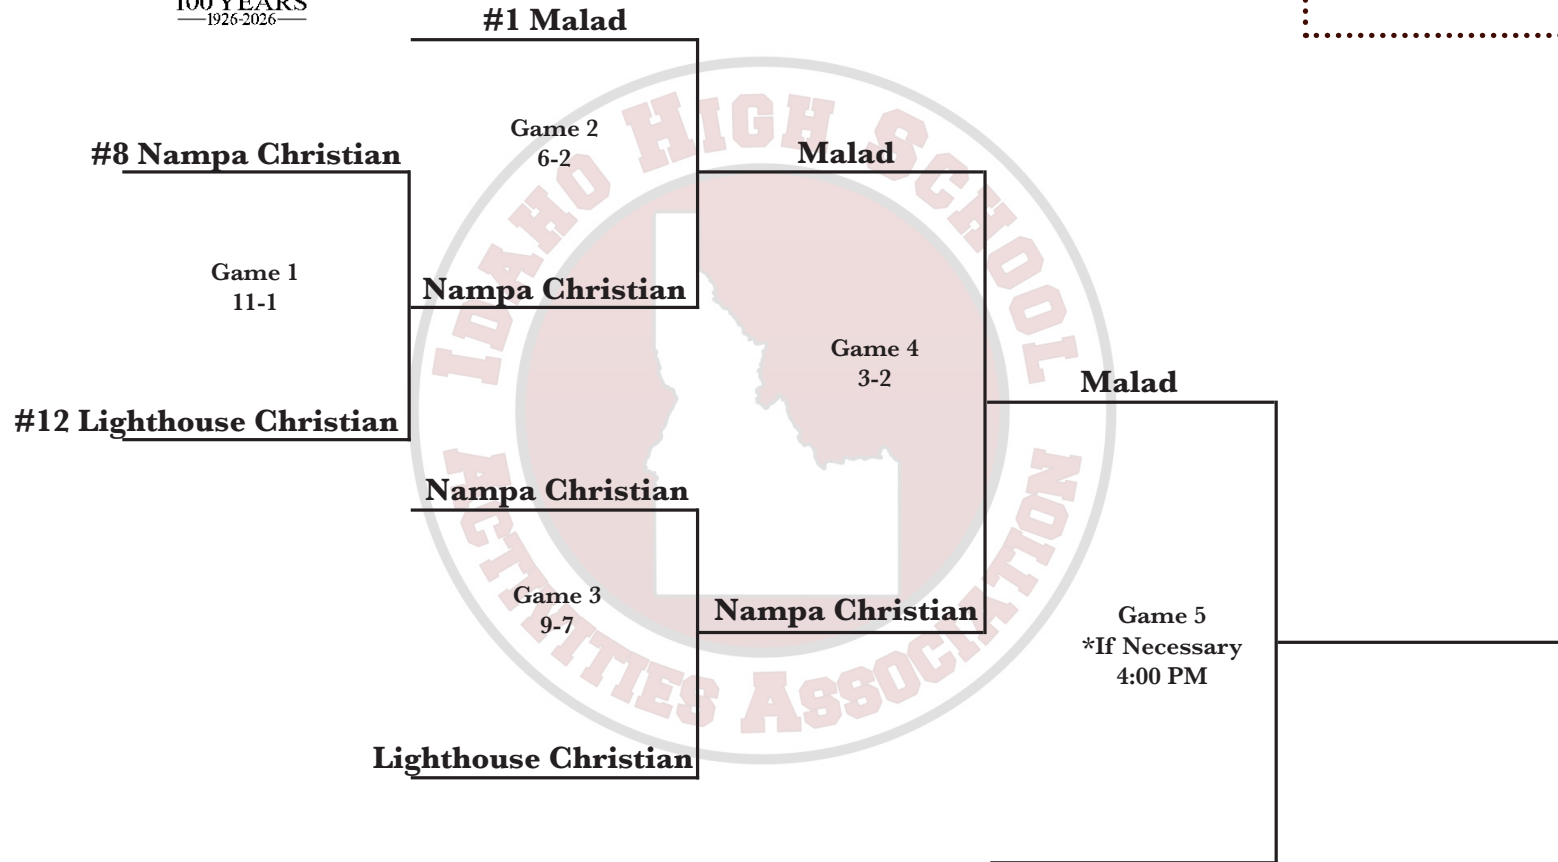 100 YEARS
1926-2026
#1 Malad
Game 2
6-2
#8 Nampa Christian
Malad
Game 1
11-1
Nampa Christian
Game 4
3-2
Malad
#12 Lighthouse Christian
Nampa Christian
Game 3
9-7
Nampa Christian
Game 5
*If Necessary
4:00 PM
Lighthouse Christian
IDAHO HIGH SCHOOL
ACTIVITIES ASSOCIATION